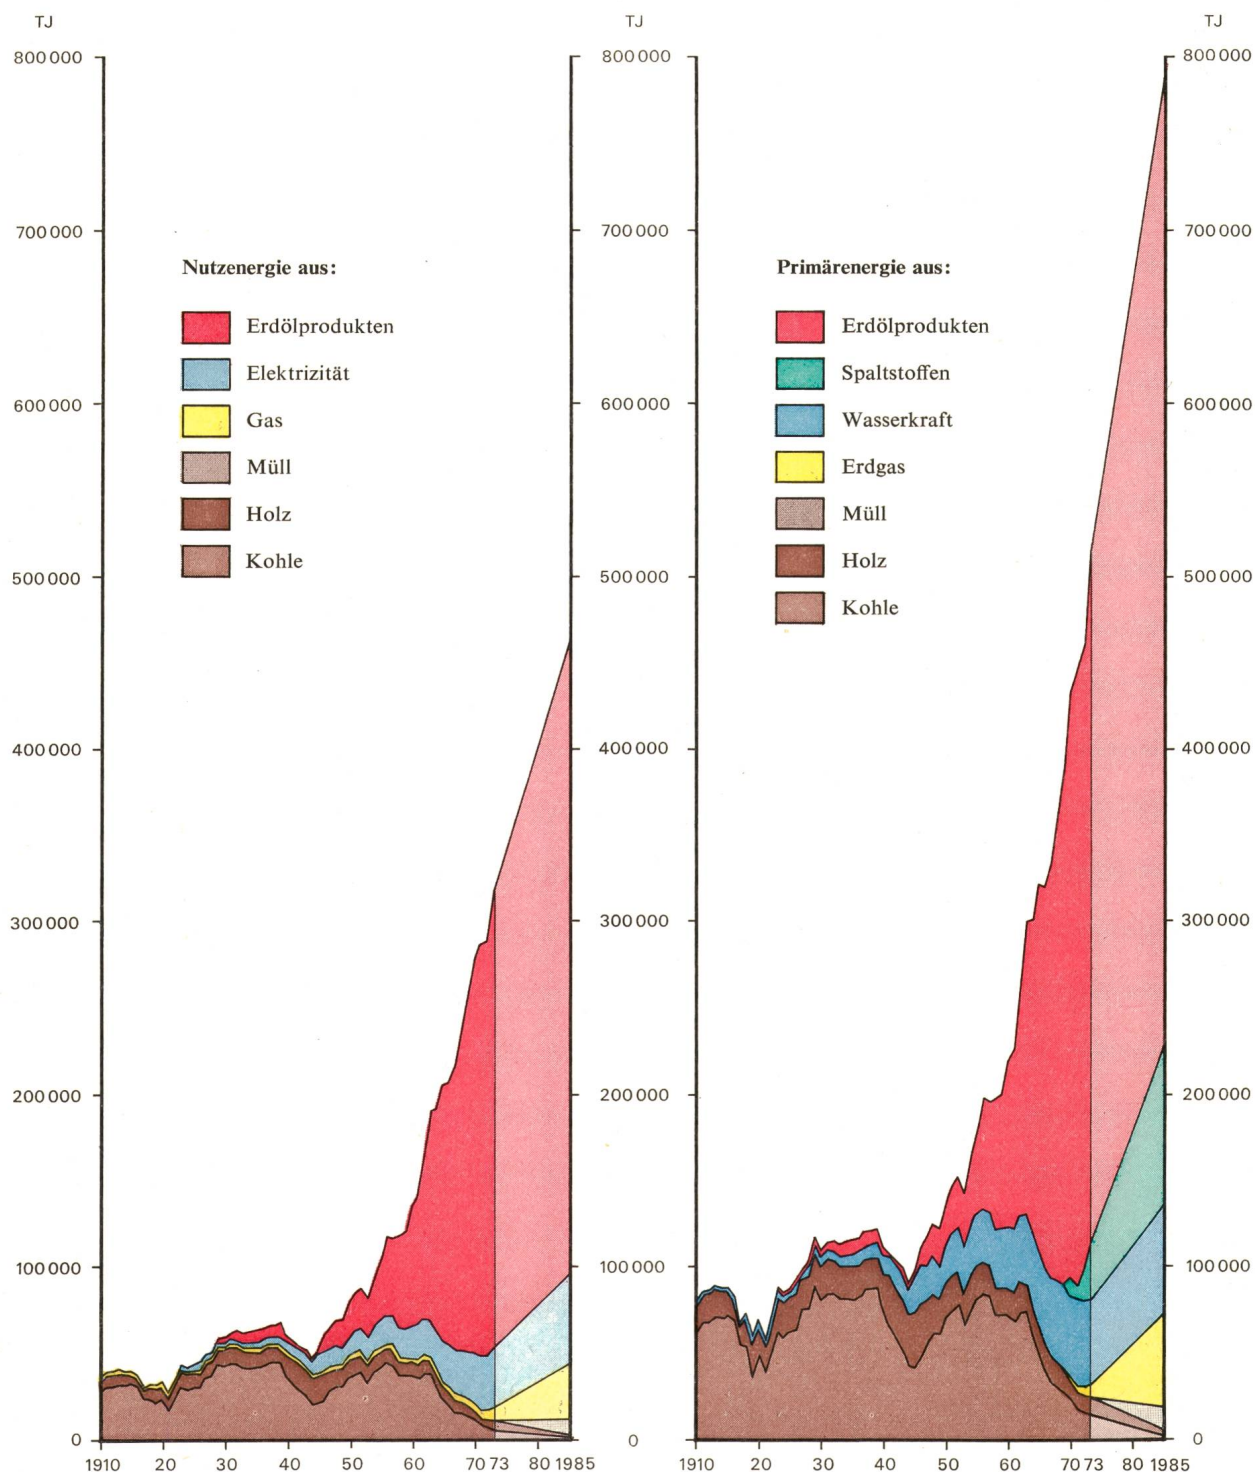 TJ
TJ
TJ
800 000
800 000
800 000
700 000
700 000
700 000
Nutzenergie aus:
Erdölprodukten
Elektrizität
Gas
Müll
Holz
Kohle
Primärenergie aus:
Erdölprodukten
Spaltstoffen
Wasserkraft
Erdgas
Müll
Holz
Kohle
600 000
600 000
600 000
500 000
500 000
500 000
400 000
400 000
400 000
300 000
300 000
300 000
200 000
200 000
200 000
100 000
100 000
100 000
0
0
0
1910 20 30 40 50 60 70 73 80 1985
1910 20 30 40 50 60 70 73 80 1985